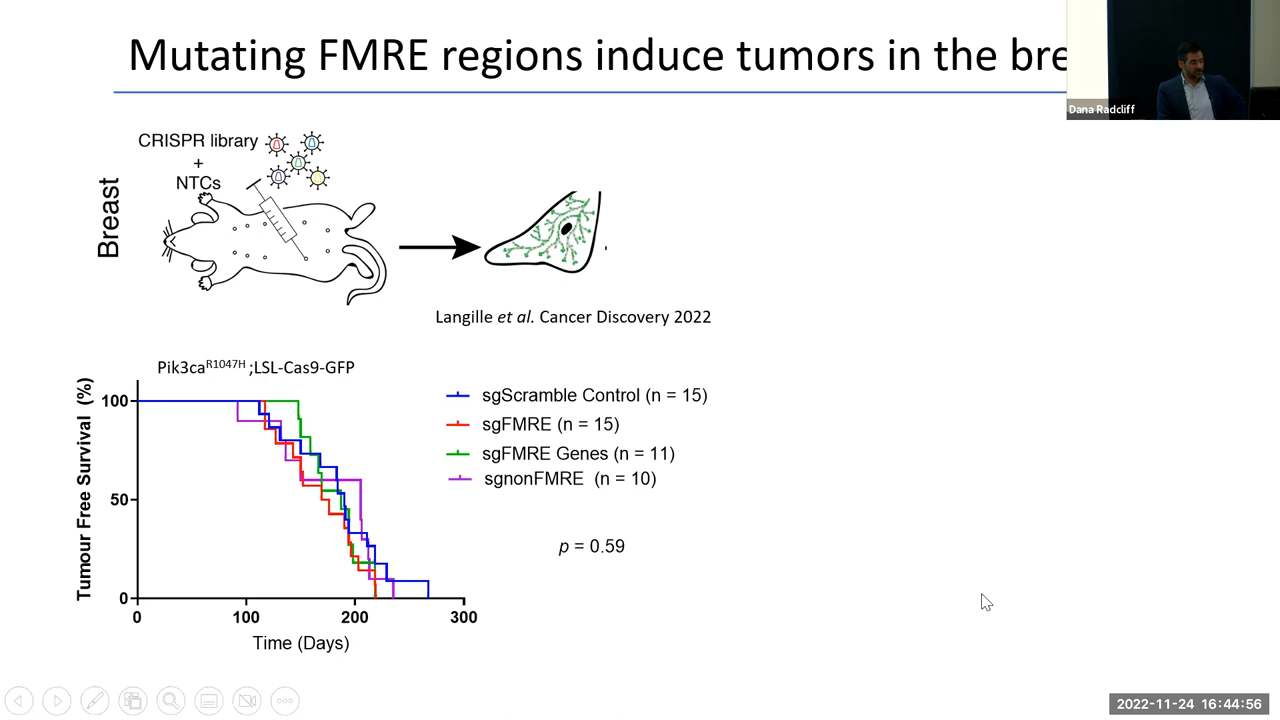 Mutating FMRE regions induce tumors in the bre
Dana Radcliff
CRISPR library
+
NTCs
Breast
Langille et al. Cancer Discovery 2022
Pik3caR1047H ;LSL-Cas9-GFP
Tumour Free Survival (%)
100
50
0
0 100 200 300
Time (Days)
sgScramble Control (n = 15)
sgFMRE (n = 15)
sgFMRE Genes (n = 11)
sgnonFMRE (n = 10)
p = 0.59
2022-11-24 16:44:56